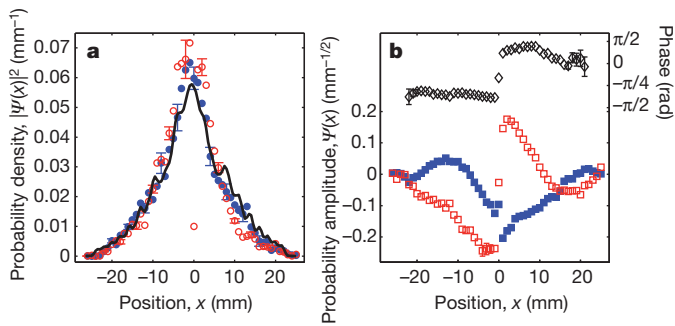 a
Probability density, |Ψ(x)|² (mm⁻¹)
0.07
0.06
0.05
0.04
0.03
0.02
0.01
0
−20
−10
0
10
20
Position, x (mm)
b
Probability amplitude, Ψ(x) (mm⁻¹ᐟ²)
0.2
0.1
0
−0.1
−0.2
−20
−10
0
10
20
Position, x (mm)
π/2
0
−π/4
−π/2
Phase (rad)